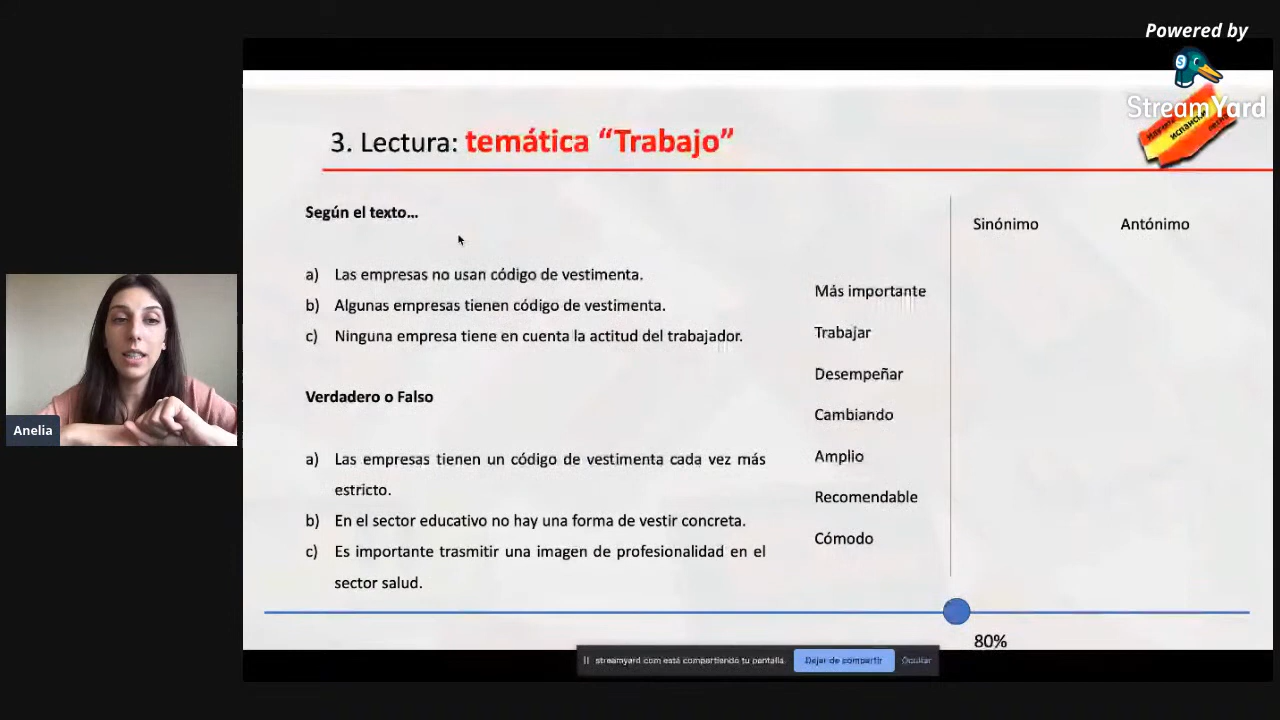 Powered by
StreamYard
испанский
3. Lectura: temática “Trabajo”
Según el texto...
a) Las empresas no usan código de vestimenta.
b) Algunas empresas tienen código de vestimenta.
c) Ninguna empresa tiene en cuenta la actitud del trabajador.
Verdadero o Falso
a) Las empresas tienen un código de vestimenta cada vez más
estricto.
b) En el sector educativo no hay una forma de vestir concreta.
c) Es importante trasmitir una imagen de profesionalidad en el
sector salud.
Sinónimo Antónimo
Más importante
Trabajar
Desempeñar
Cambiando
Amplio
Recomendable
Cómodo
80%
Anelia
streamyard.com está compartiendo tu pantalla.
Dejar de compartir
Ocultar